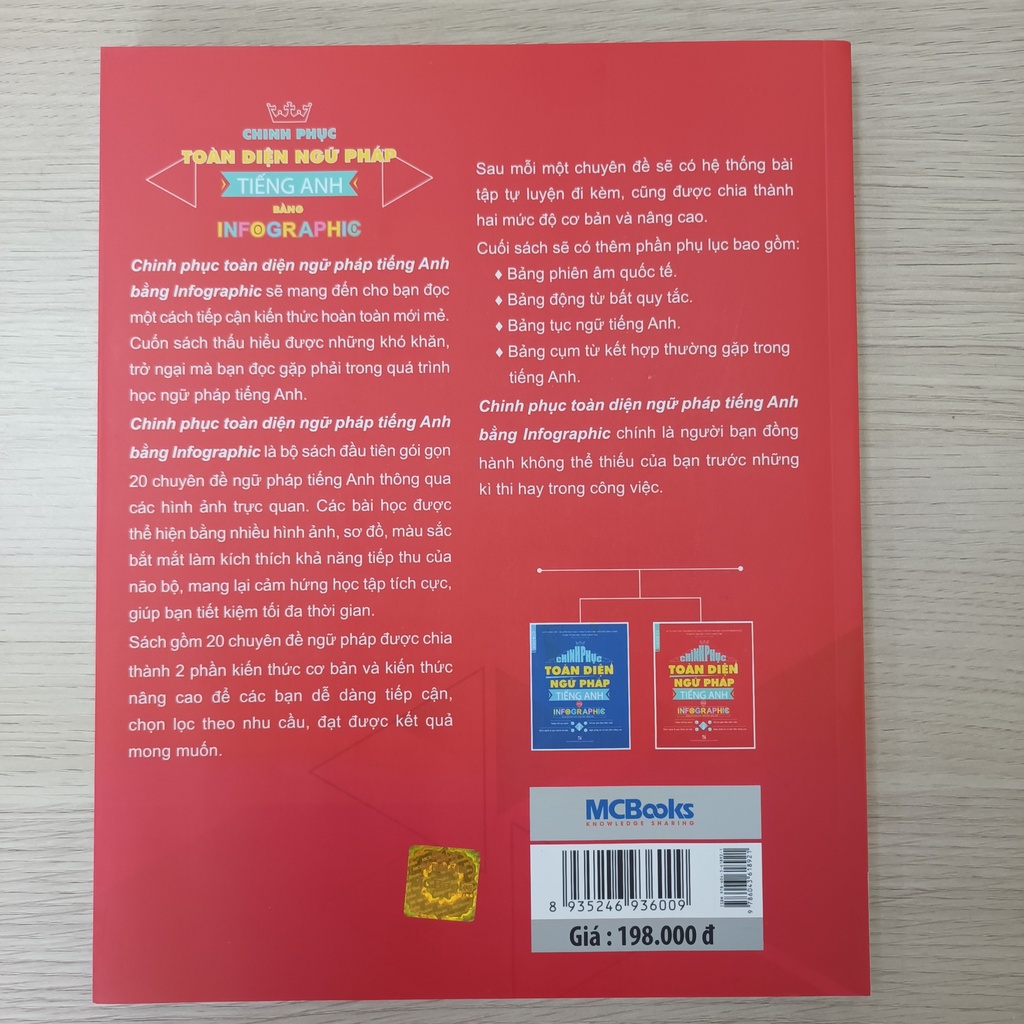 CHINH PHỤC
TOÀN DIỆN NGỮ PHÁP
TIẾNG ANH
BẰNG
INFOGRAPHIC
Chinh phục toàn diện ngữ pháp tiếng Anh
bằng Infographic sẽ mang đến cho bạn đọc
một cách tiếp cận kiến thức hoàn toàn mới mẻ.
Cuốn sách thấu hiểu được những khó khăn,
trở ngại mà bạn đọc gặp phải trong quá trình
học ngữ pháp tiếng Anh.
Chinh phục toàn diện ngữ pháp tiếng Anh
bằng Infographic là bộ sách đầu tiên gói gọn
20 chuyên đề ngữ pháp tiếng Anh thông qua
các hình ảnh trực quan. Các bài học được
thể hiện bằng nhiều hình ảnh, sơ đồ, màu sắc
bắt mắt làm kích thích khả năng tiếp thu của
não bộ, mang lại cảm hứng học tập tích cực,
giúp bạn tiết kiệm tối đa thời gian.
Sách gồm 20 chuyên đề ngữ pháp được chia
thành 2 phần kiến thức cơ bản và kiến thức
nâng cao để các bạn dễ dàng tiếp cận,
chọn lọc theo nhu cầu, đạt được kết quả
mong muốn.
Sau mỗi một chuyên đề sẽ có hệ thống bài
tập tự luyện đi kèm, cũng được chia thành
hai mức độ cơ bản và nâng cao.
Cuối sách sẽ có thêm phần phụ lục bao gồm:
♦ Bảng phiên âm quốc tế.
♦ Bảng động từ bất quy tắc.
♦ Bảng tục ngữ tiếng Anh.
♦ Bảng cụm từ kết hợp thường gặp trong
tiếng Anh.
Chinh phục toàn diện ngữ pháp tiếng Anh
bằng Infographic chính là người bạn đồng
hành không thể thiếu của bạn trước những
kì thi hay trong công việc.
CHINH PHỤC
TOÀN DIỆN
NGỮ PHÁP
TIẾNG ANH
INFOGRAPHIC
CHINH PHỤC
TOÀN DIỆN
NGỮ PHÁP
TIẾNG ANH
INFOGRAPHIC
MCBooks
KNOWLEDGE SHARING
8 935246 936009
9 786043 618921
Giá : 198.000 đ